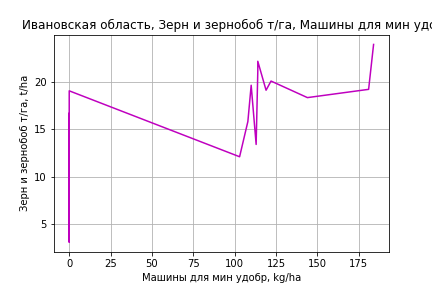 Ивановская область, Зерн и зернобоб т/га, Машины для мин удо
20
15
10
5
Зерн и зернобоб т/га, t/ha
0 25 50 75 100 125 150 175
Машины для мин удобр, kg/ha